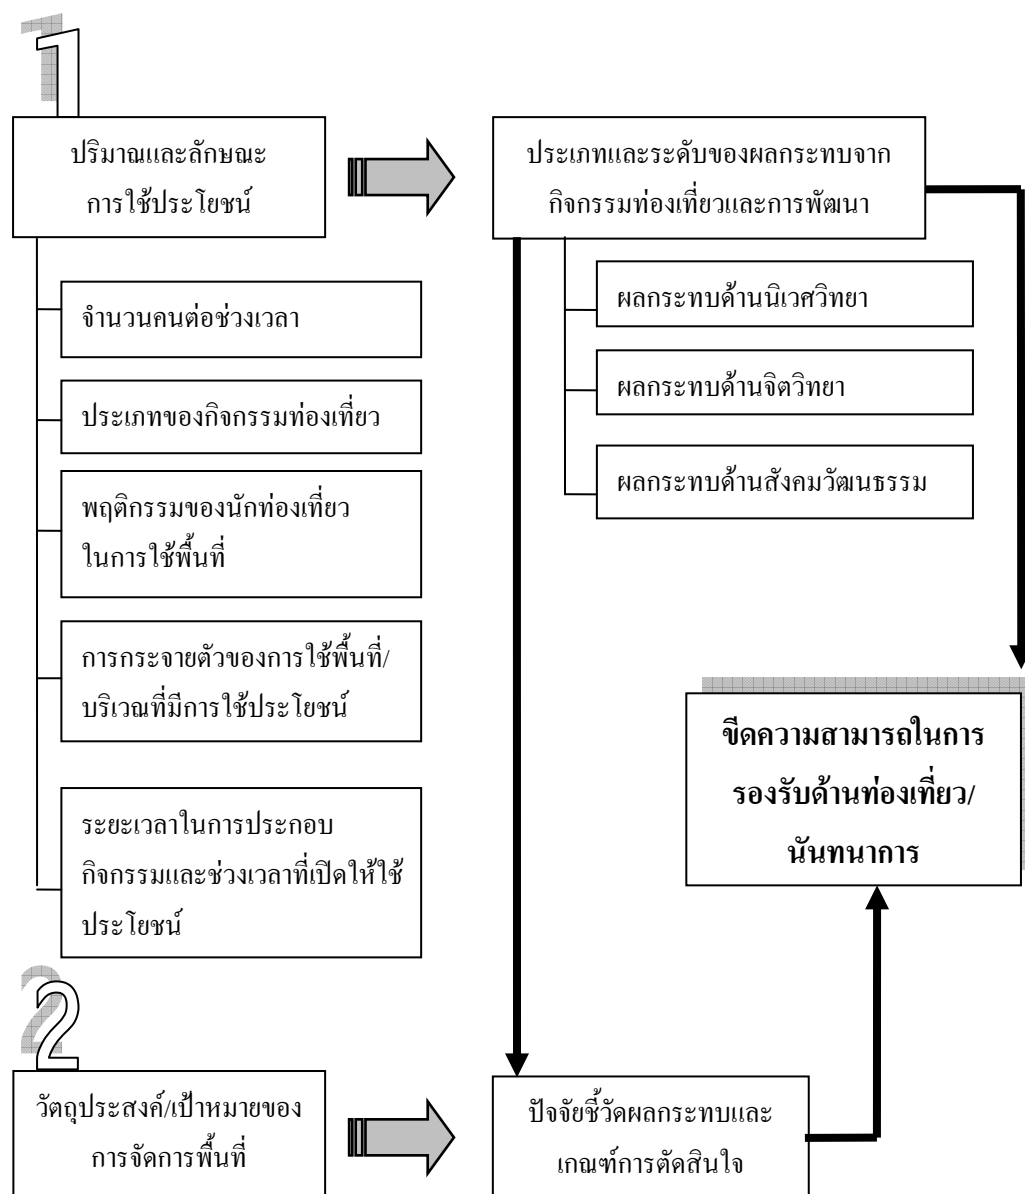 1
ปริมาณและลักษณะ
การใช้ประโยชน์
จำนวนคนต่อช่วงเวลา
ประเภทของกิจกรรมท่องเที่ยว
พฤติกรรมของนักท่องเที่ยว
ในการใช้พื้นที่
การกระจายตัวของการใช้พื้นที่/
บริเวณที่มีการใช้ประโยชน์
ระยะเวลาในการประกอบ
กิจกรรมและช่วงเวลาที่เปิดให้ใช้
ประโยชน์
ประเภทและระดับของผลกระทบจาก
กิจกรรมท่องเที่ยวและการพัฒนา
ผลกระทบด้านนิเวศวิทยา
ผลกระทบด้านจิตวิทยา
ผลกระทบด้านสังคมวัฒนธรรม
ขีดความสามารถในการ
รองรับด้านท่องเที่ยว/
นันทนาการ
2
วัตถุประสงค์/เป้าหมายของ
การจัดการพื้นที่
ปัจจัยชี้วัดผลกระทบและ
เกณฑ์การตัดสินใจ